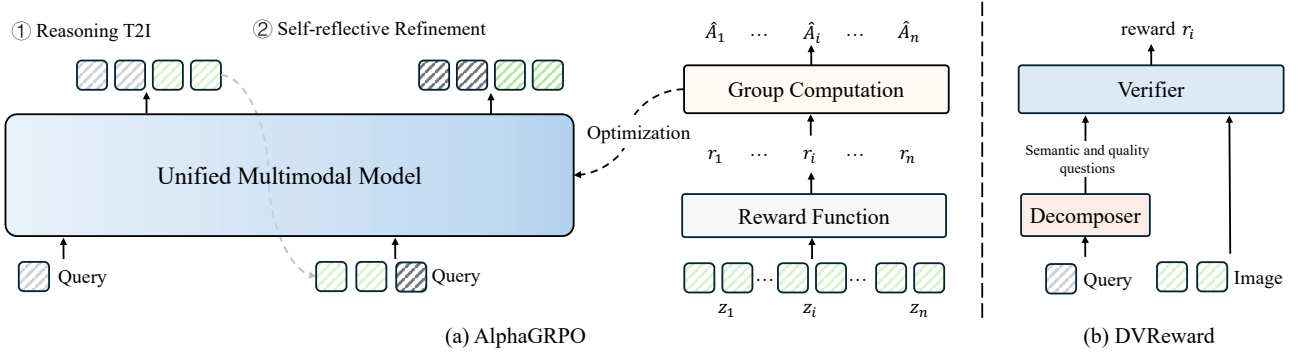 ① Reasoning T2I
② Self-reflective Refinement
Unified Multimodal Model
Query
Query
Optimization
Â₁ ⋯ Âᵢ ⋯ Âₙ
Group Computation
r₁ ⋯ rᵢ ⋯ rₙ
Reward Function
⋯ ⋯
z₁ zᵢ zₙ
(a) AlphaGRPO
reward rᵢ
Verifier
Semantic and quality
questions
Decomposer
Query
Image
(b) DVReward